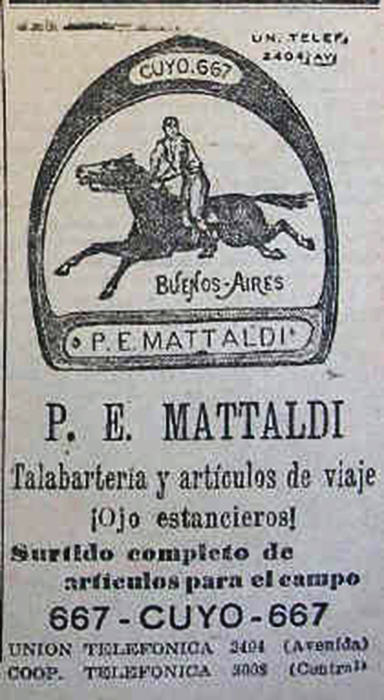 UN. TELEF.
2404, AV.
CUYO.667
BUENOS-AIRES
P. E. MATTALDI
P. E. MATTALDI
Talabartería y artículos de viaje
¡Ojo estancieros!
Surtido completo de
artículos para el campo
667 - CUYO - 667
UNION TELEFONICA 2404 (Avenida)
COOP. TELEFONICA 3008 (Central)